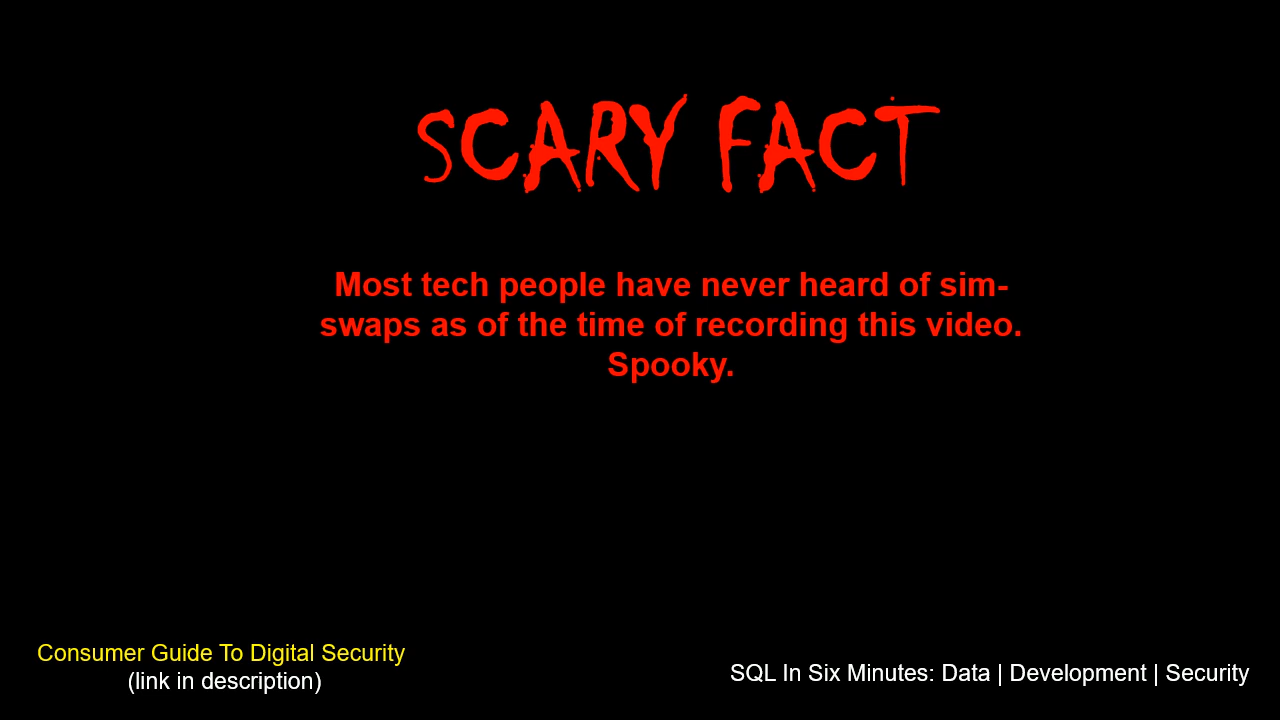 SCARY FACT
Most tech people have never heard of sim-
swaps as of the time of recording this video.
Spooky.
Consumer Guide To Digital Security
(link in description)
SQL In Six Minutes: Data | Development | Security